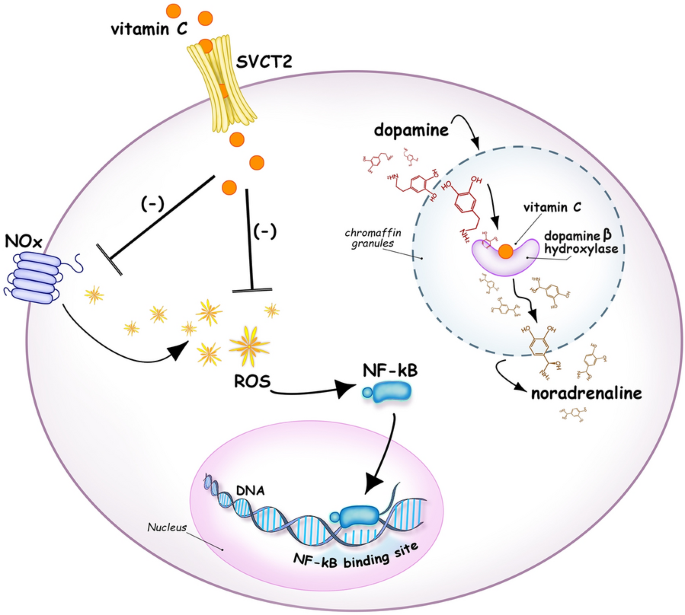 vitamin C
SVCT2
dopamine
(-)
(-)
vitamin C
chromaffin
granules
dopamine β
hydroxylase
NOx
ROS
NF-kB
noradrenaline
DNA
Nucleus
NF-kB binding site